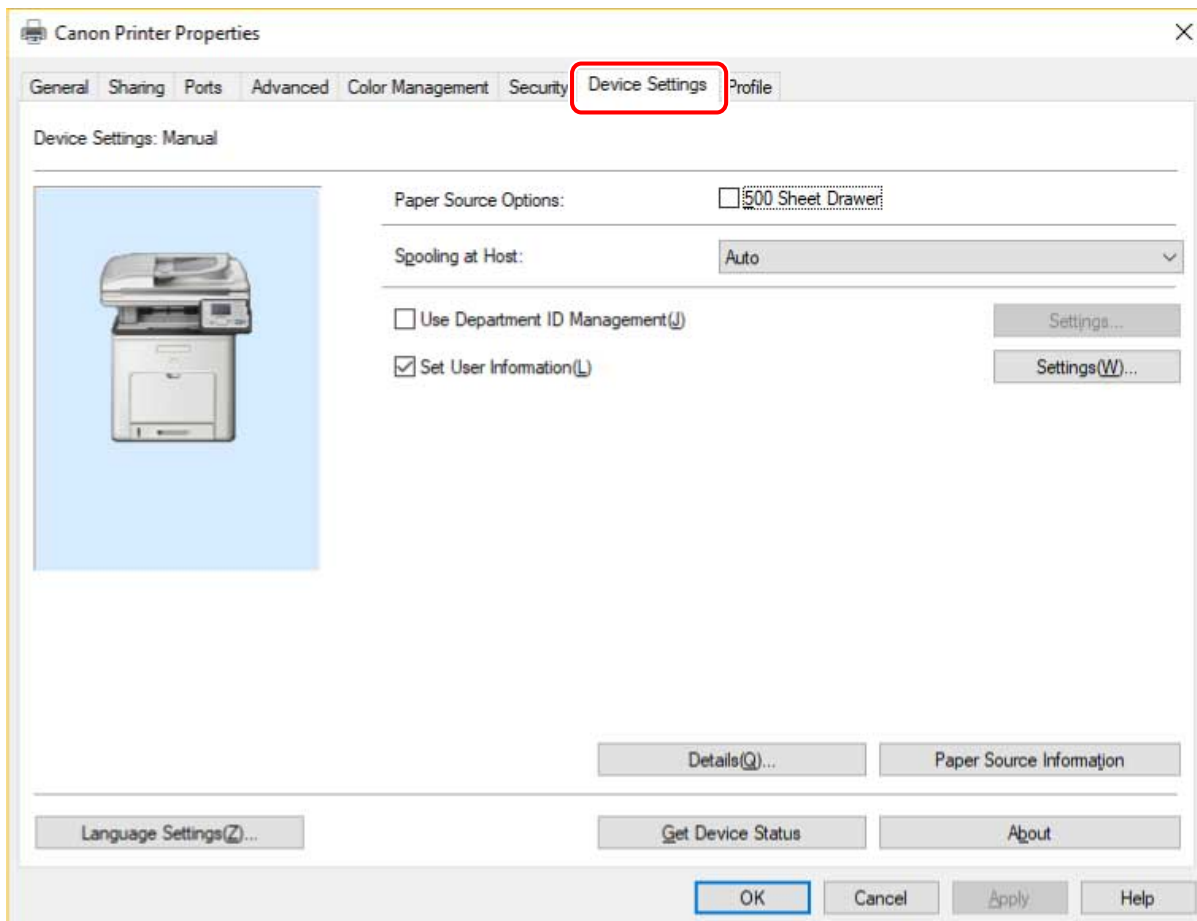 Canon Printer Properties
General Sharing Ports Advanced Color Management Security Device Settings Profile
Device Settings: Manual
Paper Source Options: 500 Sheet Drawer
Spooling at Host: Auto
Use Department ID Management(J) Settings...
Set User Information(L) Settings(W)...
Details(Q)... Paper Source Information
Language Settings(Z)... Get Device Status About
OK Cancel Apply Help